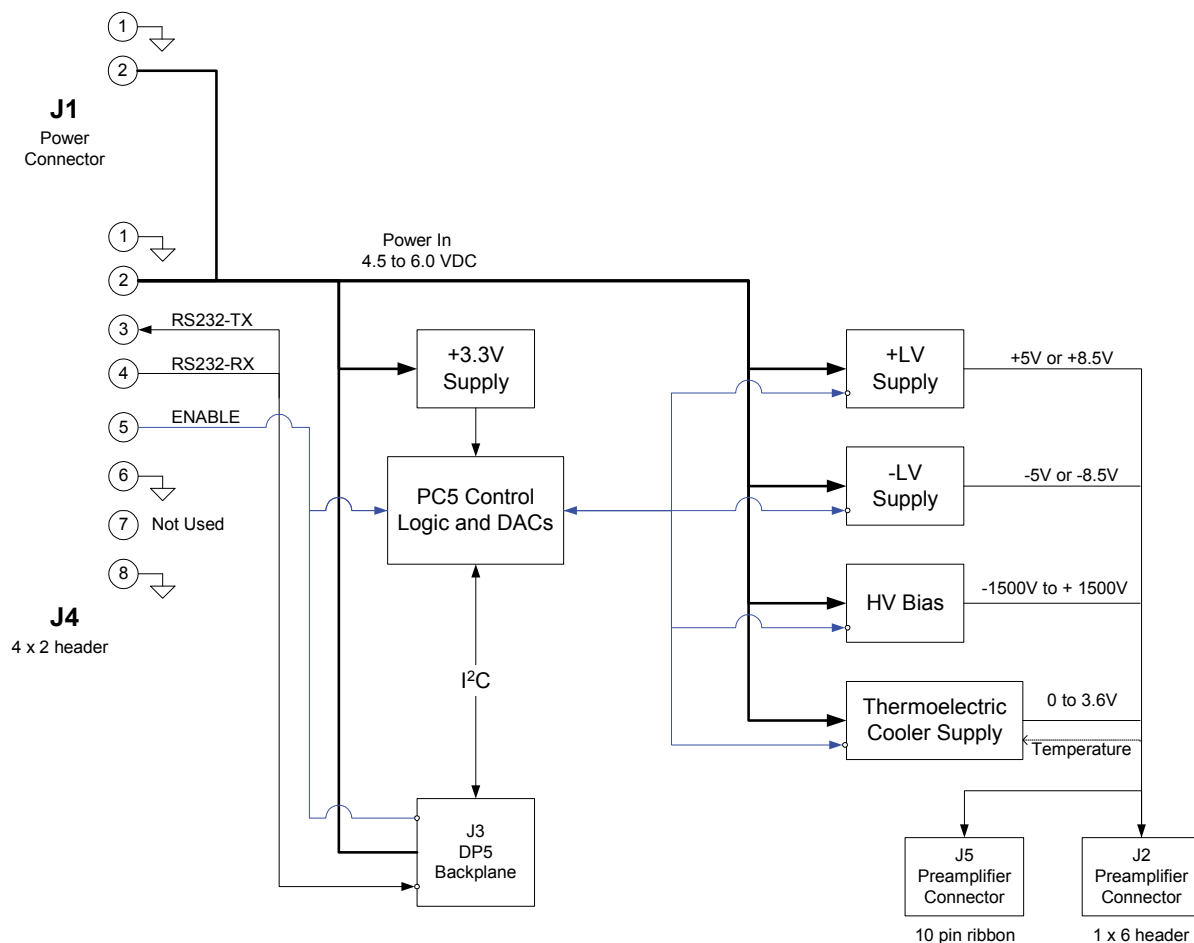 1
2
J1
Power
Connector
1
2
Power In
4.5 to 6.0 VDC
3
RS232-TX
4
RS232-RX
5
ENABLE
6
7
Not Used
8
J4
4 x 2 header
+3.3V
Supply
PC5 Control
Logic and DACs
I²C
J3
DP5
Backplane
+LV
Supply
+5V or +8.5V
-LV
Supply
-5V or -8.5V
HV Bias
-1500V to + 1500V
Thermoelectric
Cooler Supply
0 to 3.6V
Temperature
J5
Preamplifier
Connector
10 pin ribbon
J2
Preamplifier
Connector
1 x 6 header